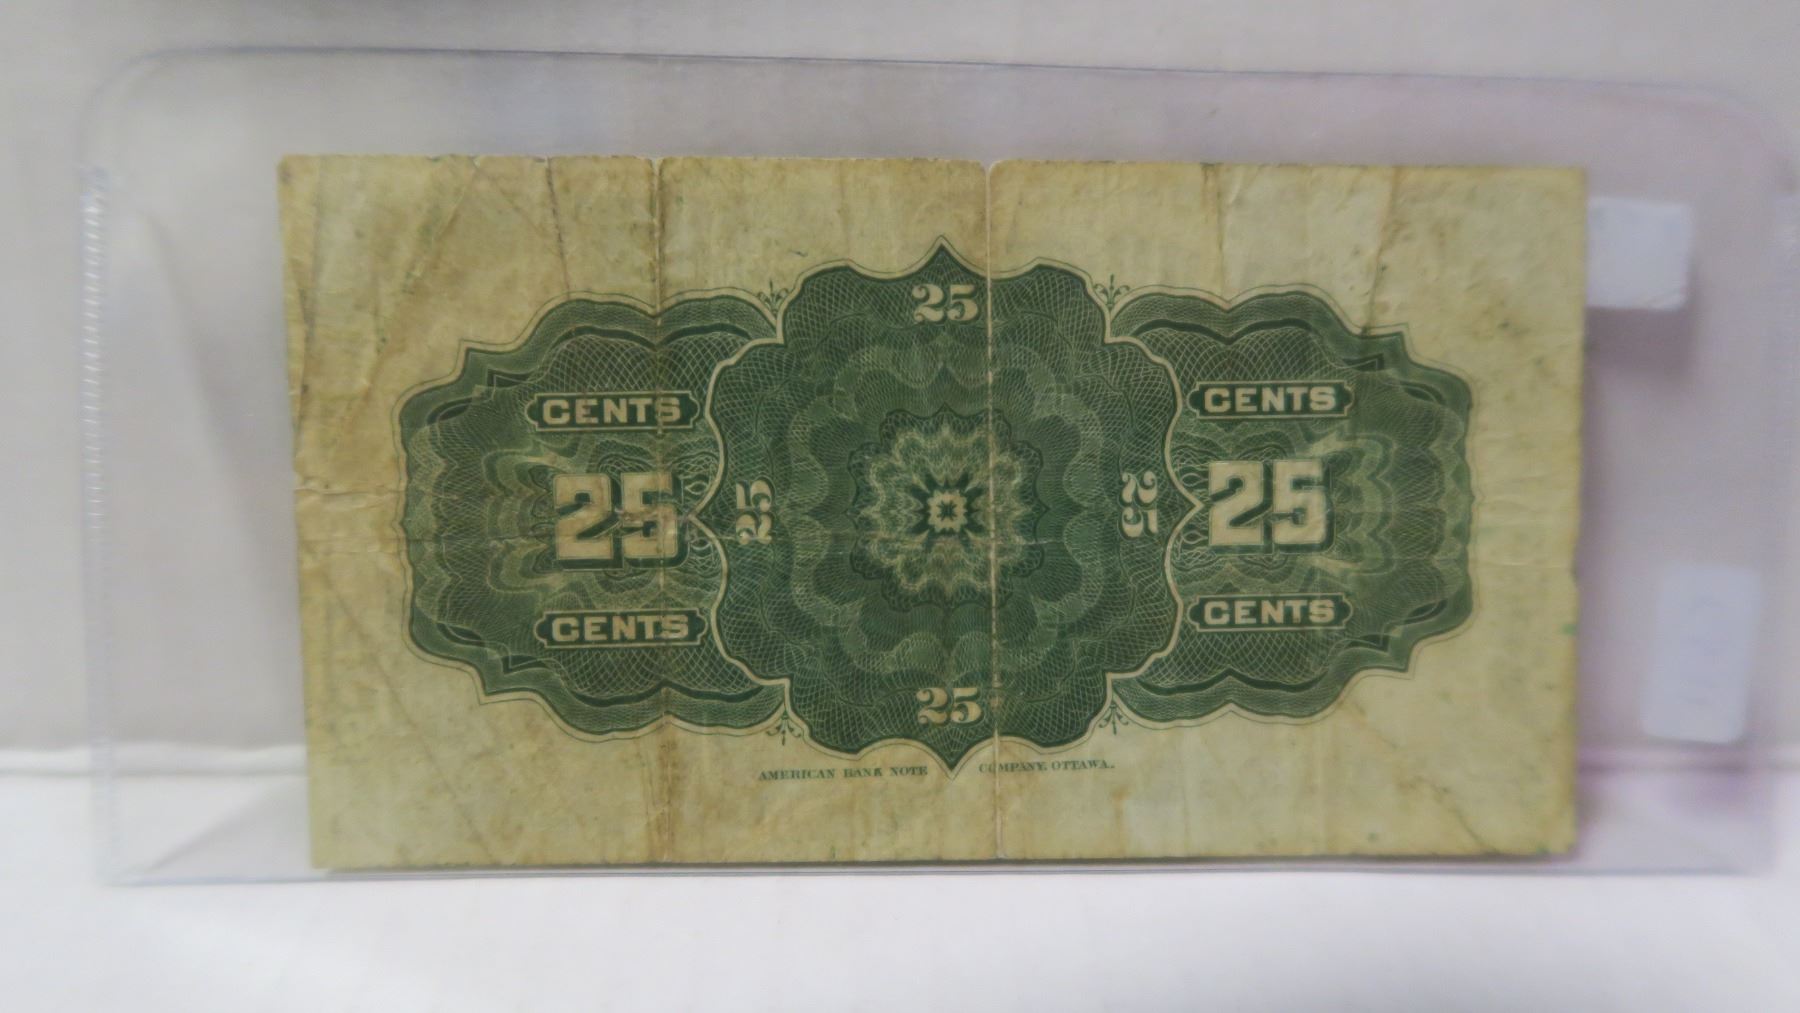 25
CENTS CENTS
25 25 25 25
CENTS CENTS
25
AMERICAN BANK NOTE COMPANY, OTTAWA.